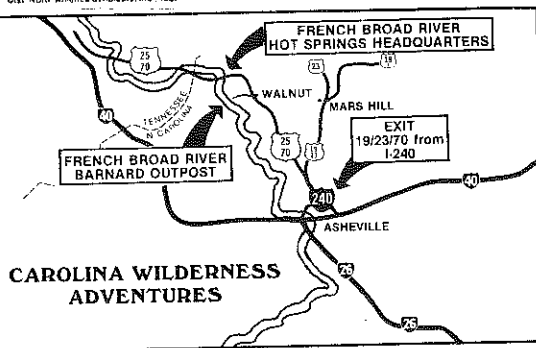 FRENCH BROAD RIVER
HOT SPRINGS HEADQUARTERS
25
70
23
19
WALNUT
MARS HILL
40
TENNESSEE
N CAROLINA
EXIT
19/23/70 from
I-240
25
70
19
23
FRENCH BROAD RIVER
BARNARD OUTPOST
240
40
ASHEVILLE
CAROLINA WILDERNESS
ADVENTURES
26
26